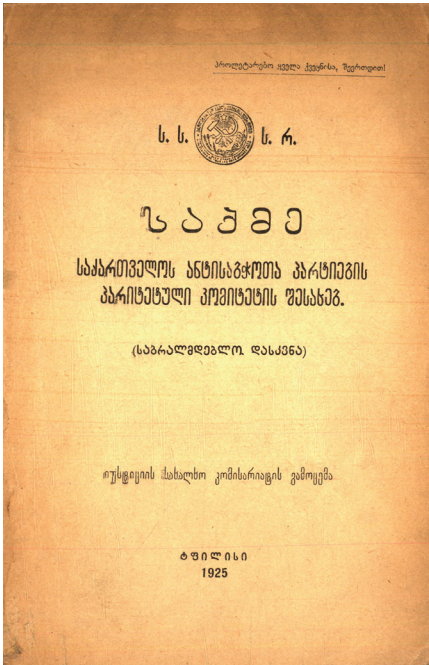 პროლეტარებო ყველა ქვეყნისა, შეერთდით!
ს. ს. ს. რ.
საქმე
საქართველოს ანტისაბჭოთა პარტიების
პარიტეტული კომიტეტის შესახებ.
(საბრალმდებლო დასკვნა)
იუსტიციის სახალხო კომისარიატის გამოცემა
ტფილისი
1925